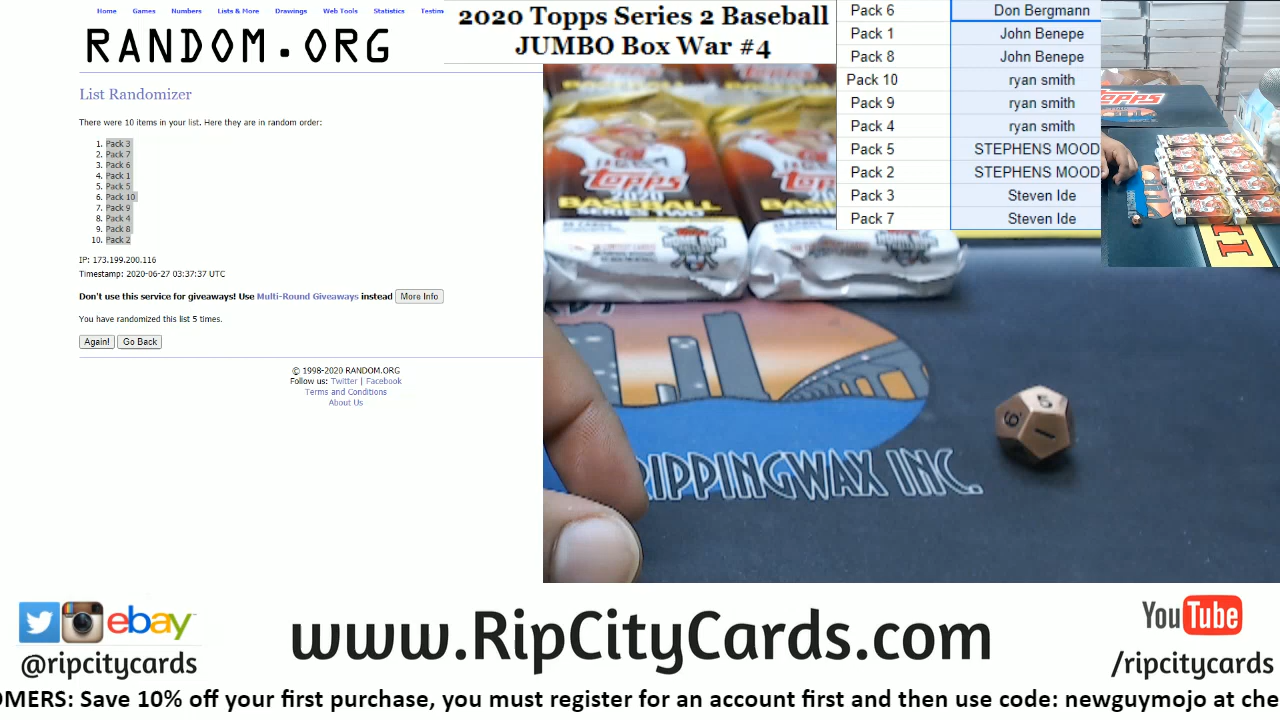 Home Games Numbers Lists & More Drawings Web Tools Statistics Testim
RANDOM.ORG
List Randomizer
There were 10 items in your list. Here they are in random order:
1. Pack 3
2. Pack 7
3. Pack 6
4. Pack 1
5. Pack 5
6. Pack 10
7. Pack 9
8. Pack 4
9. Pack 8
10. Pack 2
IP: 173.199.200.116
Timestamp: 2020-06-27 03:37:37 UTC
Don't use this service for giveaways! Use Multi-Round Giveaways instead More Info
You have randomized this list 5 times.
Again! Go Back
© 1998-2020 RANDOM.ORG
Follow us: Twitter | Facebook
Terms and Conditions
About Us
2020 Topps Series 2 Baseball
JUMBO Box War #4
Pack 6 Don Bergmann
Pack 1 John Benepe
Pack 8 John Benepe
Pack 10 ryan smith
Pack 9 ryan smith
Pack 4 ryan smith
Pack 5 STEPHENS MOOD
Pack 2 STEPHENS MOOD
Pack 3 Steven Ide
Pack 7 Steven Ide
Topps
topps
2020
BASEBALL
SERIES TWO
RIPPINGWAX INC.
5
6
1
ebay
@ripcitycards
www.RipCityCards.com
YouTube
/ripcitycards
OMERS: Save 10% off your first purchase, you must register for an account first and then use code: newguymojo at che